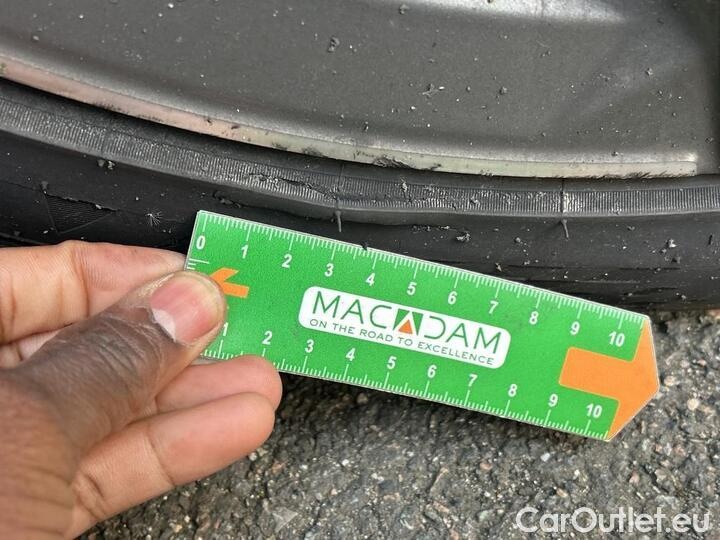 0 1 2 3 4 5 6 7 8 9 10
MACADAM
ON THE ROAD TO EXCELLENCE
1 2 3 4 5 6 7 8 9 10
CarOutlet.eu